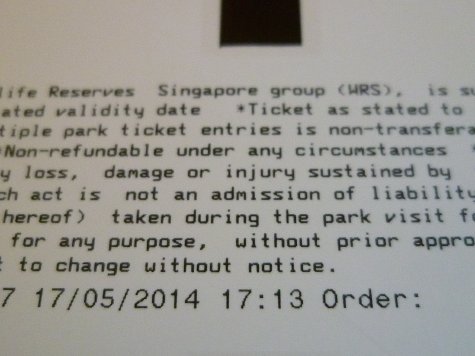 life Reserves Singapore group (WRS), is su
ated validity date *Ticket as stated to
tiple park ticket entries is non-transfera
*Non-refundable under any circumstances *
y loss, damage or injury sustained by
ch act is not an admission of liability
hereof) taken during the park visit fo
for any purpose, without prior appro
t to change without notice.
7 17/05/2014 17:13 Order: